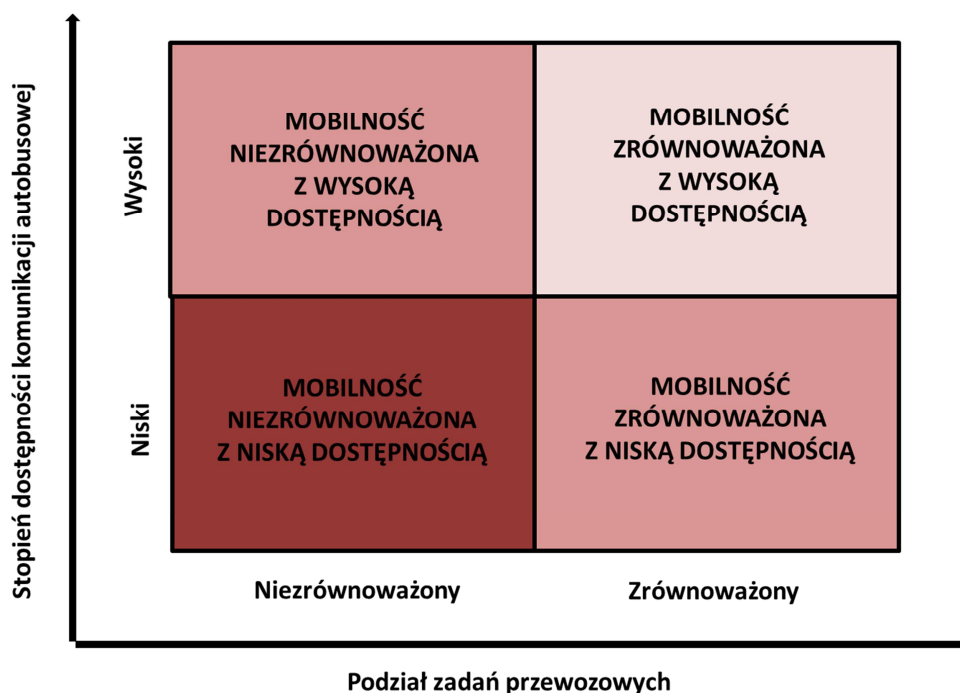 Stopień dostępności komunikacji autobusowej
Wysoki
MOBILNOŚĆ
NIEZRÓWNOWAŻONA
Z WYSOKĄ
DOSTĘPNOŚCIĄ
MOBILNOŚĆ
ZRÓWNOWAŻONA
Z WYSOKĄ
DOSTĘPNOŚCIĄ
Niski
MOBILNOŚĆ
NIEZRÓWNOWAŻONA
Z NISKĄ DOSTĘPNOŚCIĄ
MOBILNOŚĆ
ZRÓWNOWAŻONA
Z NISKĄ DOSTĘPNOŚCIĄ
Niezrównoważony
Zrównoważony
Podział zadań przewozowych